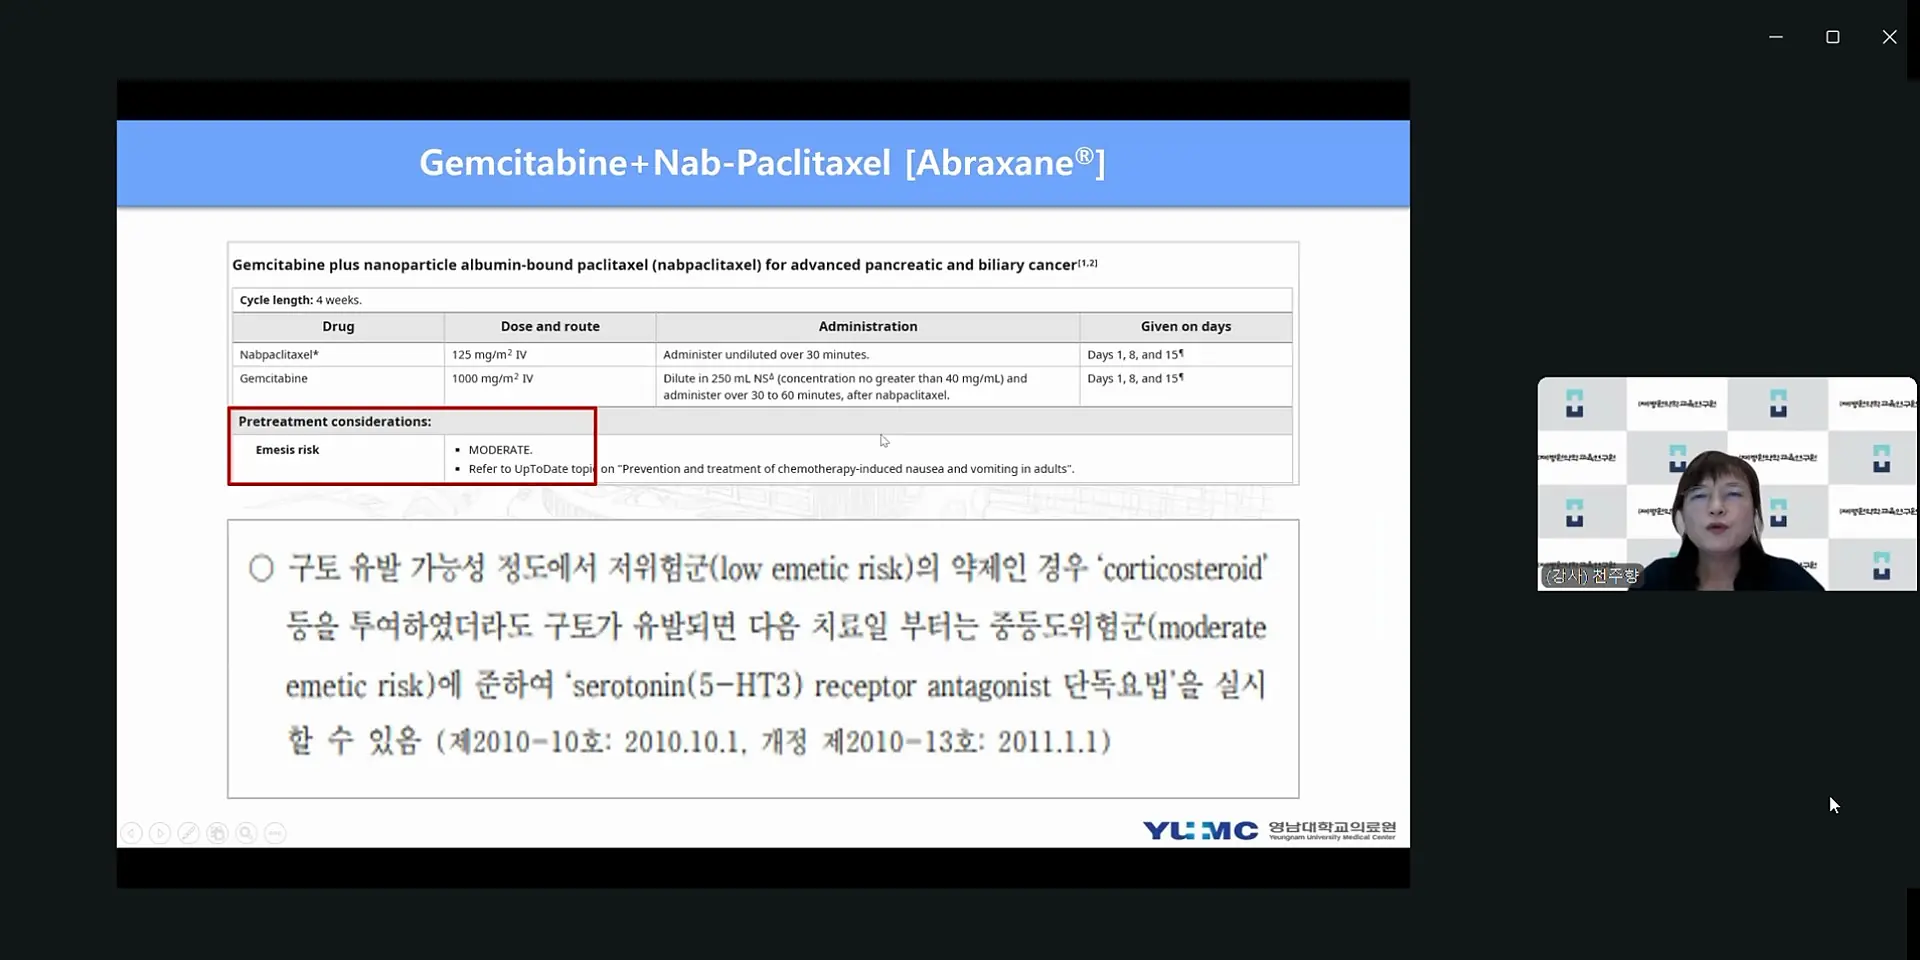 Gemcitabine+Nab-Paclitaxel [Abraxane®]
Gemcitabine plus nanoparticle albumin-bound paclitaxel (nabpaclitaxel) for advanced pancreatic and biliary cancer[1,2]
Cycle length: 4 weeks.
Drug Dose and route Administration Given on days
Nabpaclitaxel* 125 mg/m2 IV Administer undiluted over 30 minutes. Days 1, 8, and 15¶
Gemcitabine 1000 mg/m2 IV Dilute in 250 mL NSΔ (concentration no greater than 40 mg/mL) and Days 1, 8, and 15¶
administer over 30 to 60 minutes, after nabpaclitaxel.
Pretreatment considerations:
Emesis risk ▪ MODERATE.
▪ Refer to UpToDate topic on "Prevention and treatment of chemotherapy-induced nausea and vomiting in adults".
○ 구토 유발 가능성 정도에서 저위험군(low emetic risk)의 약제인 경우 ‘corticosteroid’
등을 투여하였더라도 구토가 유발되면 다음 치료일 부터는 중등도위험군(moderate
emetic risk)에 준하여 ‘serotonin(5-HT3) receptor antagonist 단독요법’을 실시
할 수 있음 (제2010-10호: 2010.10.1, 개정 제2010-13호: 2011.1.1)
YUMC 영남대학교의료원
Yeungnam University Medical Center
(재)병원약학교육연구원
(강사) 천주향